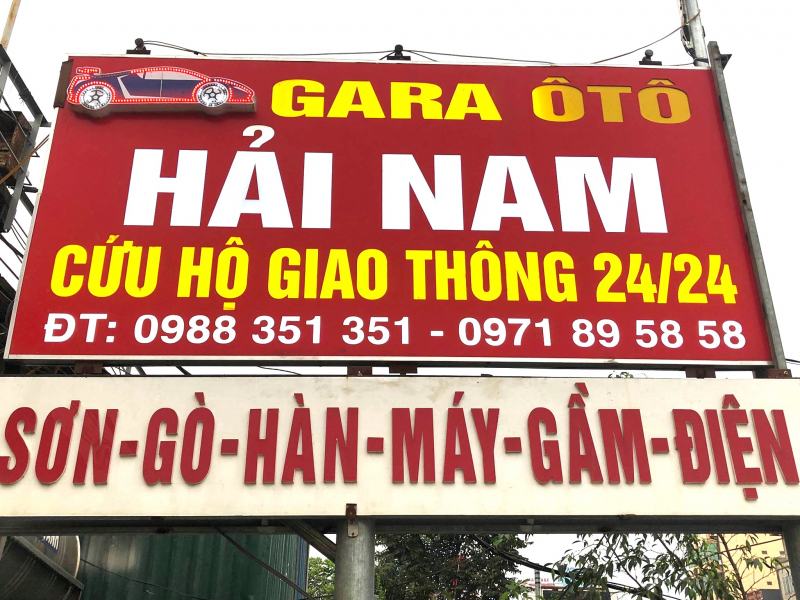 GARA ÔTÔ
HẢI NAM
CỨU HỘ GIAO THÔNG 24/24
ĐT: 0988 351 351 - 0971 89 58 58
SƠN-GÒ-HÀN-MÁY-GẦM-ĐIỆN